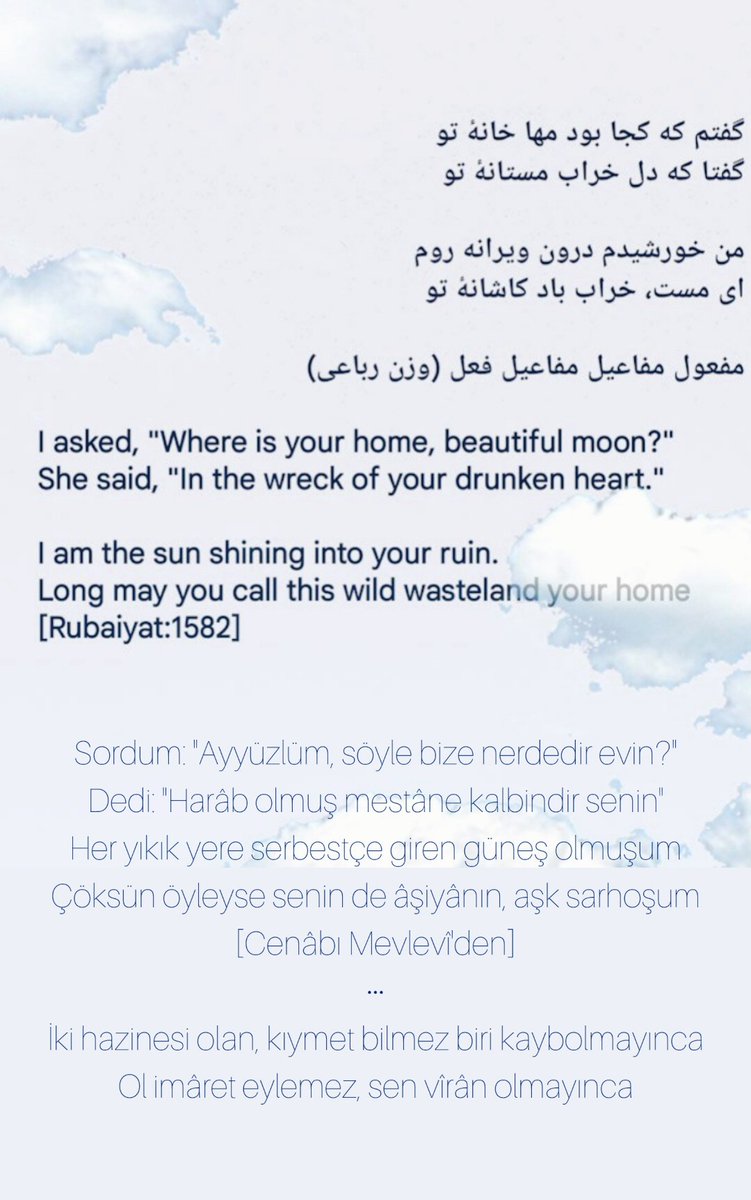 گفتم که کجا بود مها خانهٔ تو
گفتا که دل خراب مستانهٔ تو
من خورشیدم درون ویرانه روم
ای مست، خراب باد کاشانهٔ تو
مفعول مفاعیل مفاعیل فعل (وزن رباعی)
I asked, "Where is your home, beautiful moon?"
She said, "In the wreck of your drunken heart."
I am the sun shining into your ruin.
Long may you call this wild wasteland your home
[Rubaiyat:1582]
Sordum: "Ayyüzlüm, söyle bize nerdedir evin?"
Dedi: "Harâb olmuş mestâne kalbindir senin"
Her yıkık yere serbestçe giren güneş olmuşum
Çöksün öyleyse senin de âşiyânın, aşk sarhoşum
[Cenâbı Mevlevî'den]
...
İki hazinesi olan, kıymet bilmez biri kaybolmayınca
Ol imâret eylemez, sen vîrân olmayınca